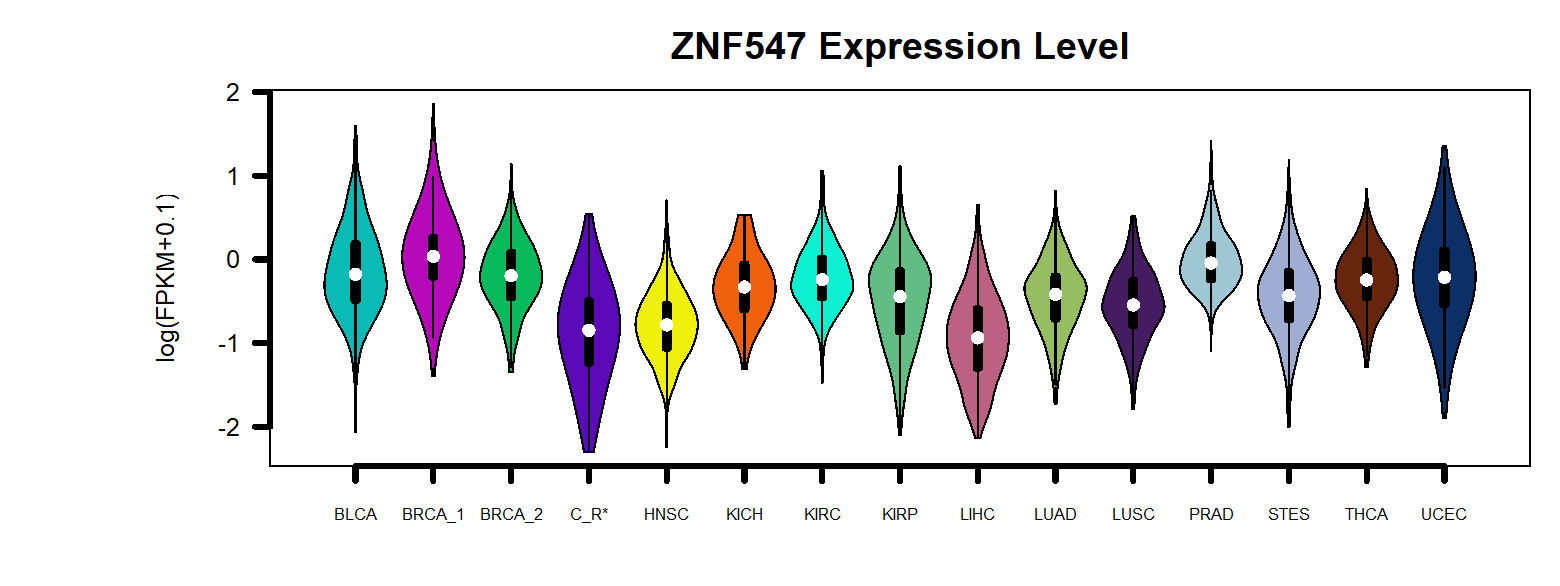 ZNF547 Expression Level
log(FPKM+0.1)
2
1
0
-1
-2
BLCA BRCA_1 BRCA_2 C_R* HNSC KICH KIRC KIRP LIHC LUAD LUSC PRAD STES THCA UCEC